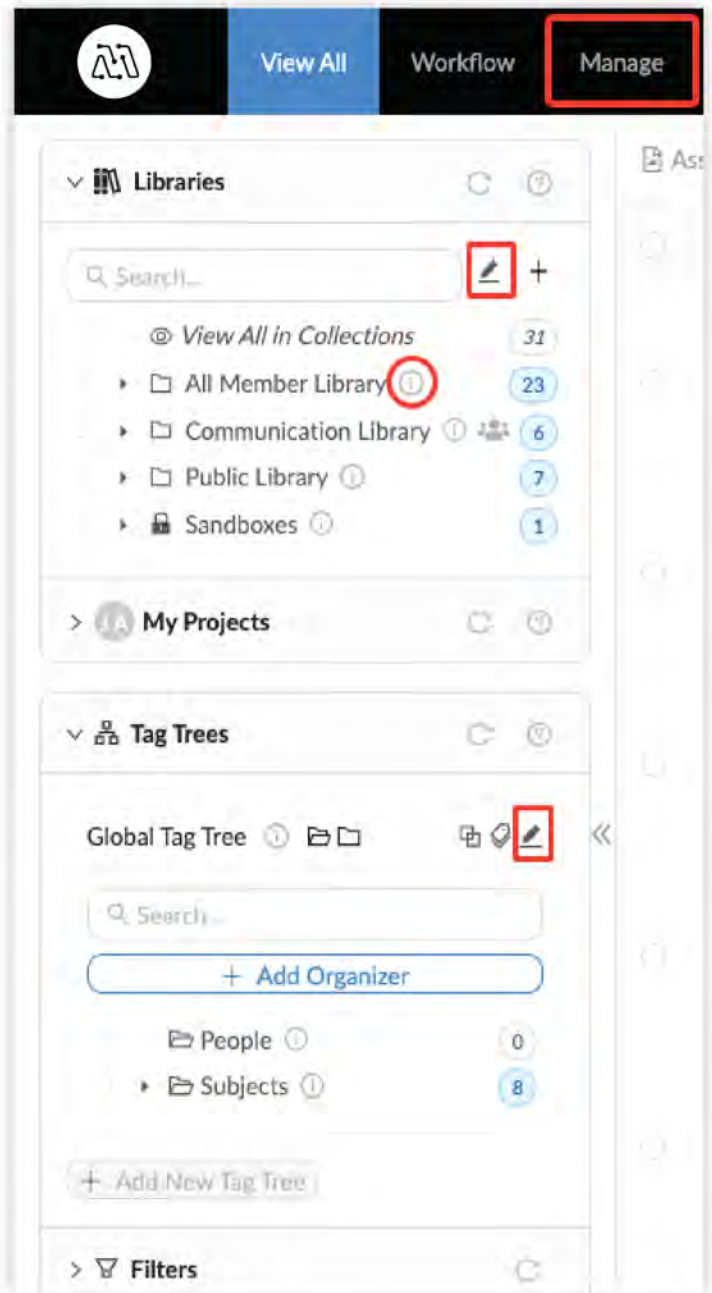 View All Workflow Manage
Libraries
Ass
Search...
View All in Collections 31
All Member Library 23
Communication Library 6
Public Library 7
Sandboxes 1
JA My Projects
Tag Trees
Global Tag Tree
Search...
+ Add Organizer
People 0
Subjects 8
+ Add New Tag Tree
Filters